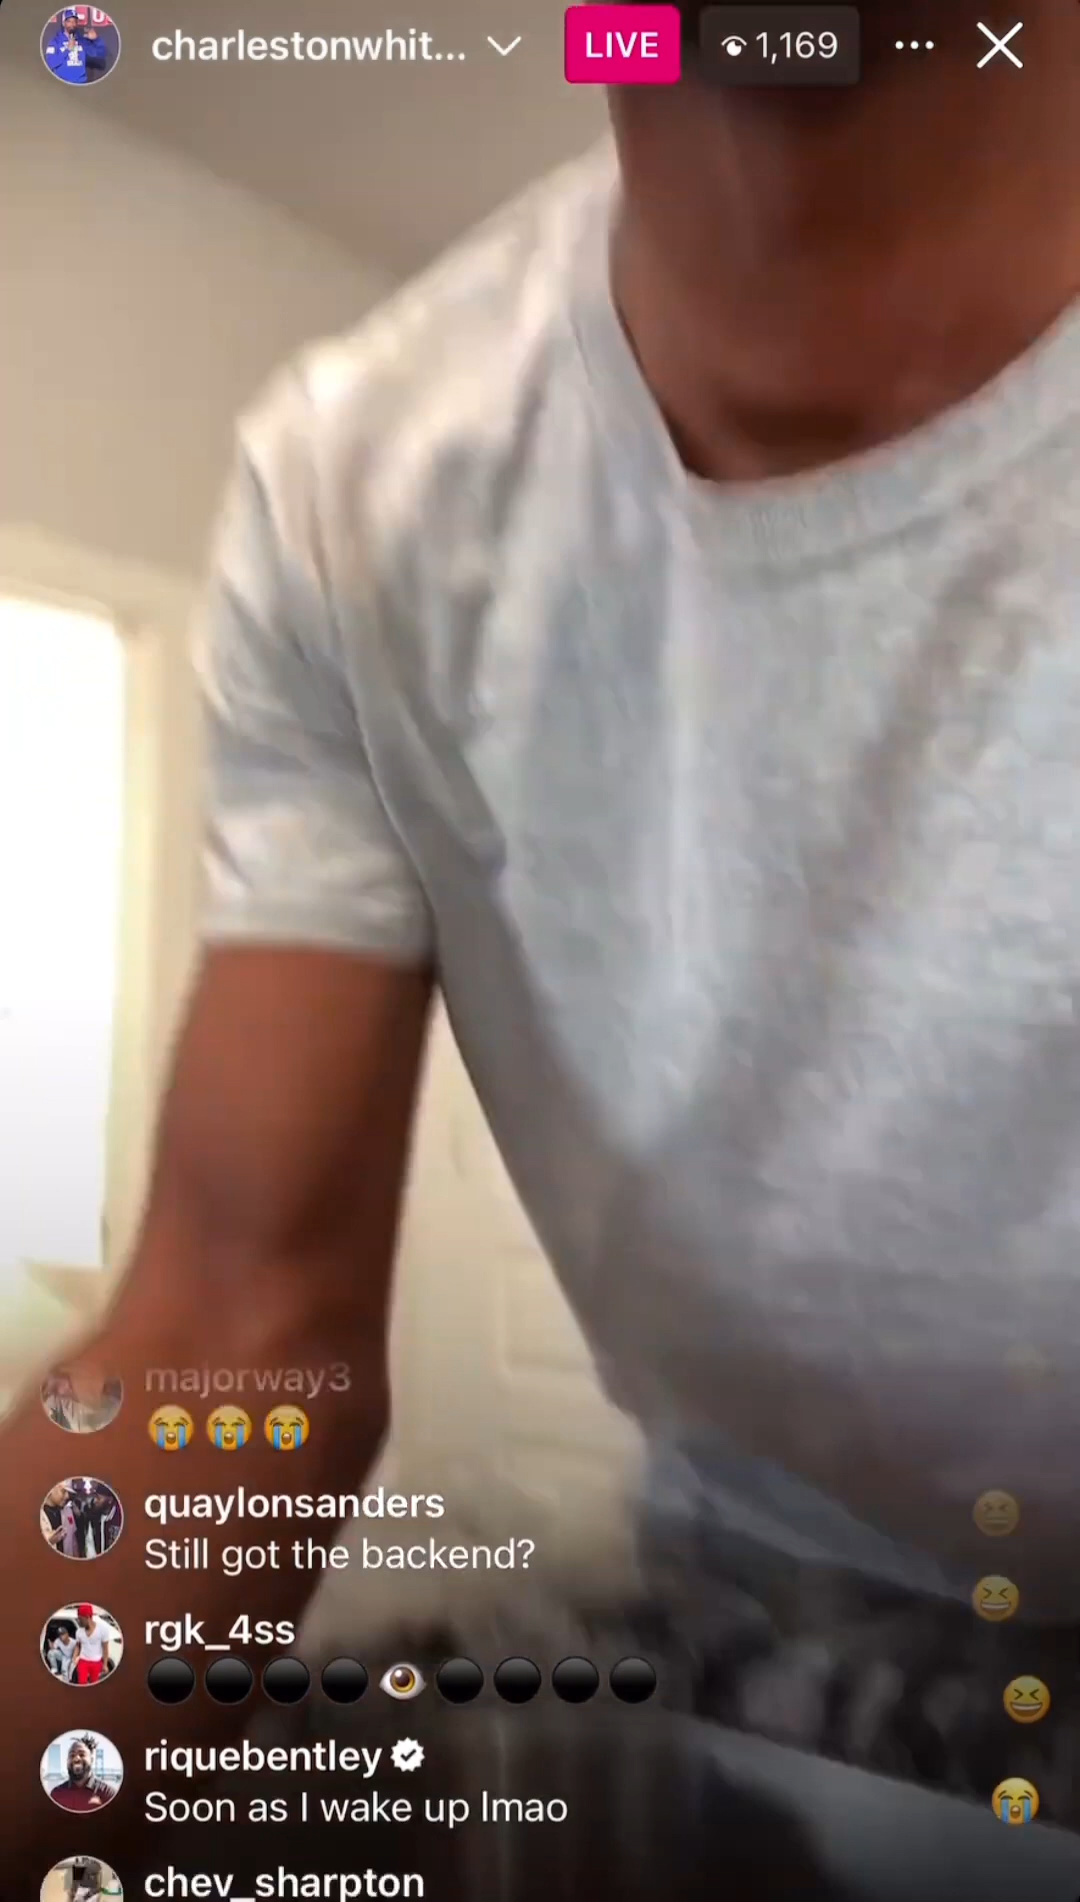 charlestonwhit...
LIVE
1,169
majorway3
😭😭😭
quaylonsanders
Still got the backend?
rgk_4ss
⚫⚫⚫⚫👁️⚫⚫⚫⚫
riquebentley
Soon as I wake up lmao
chev_sharpton